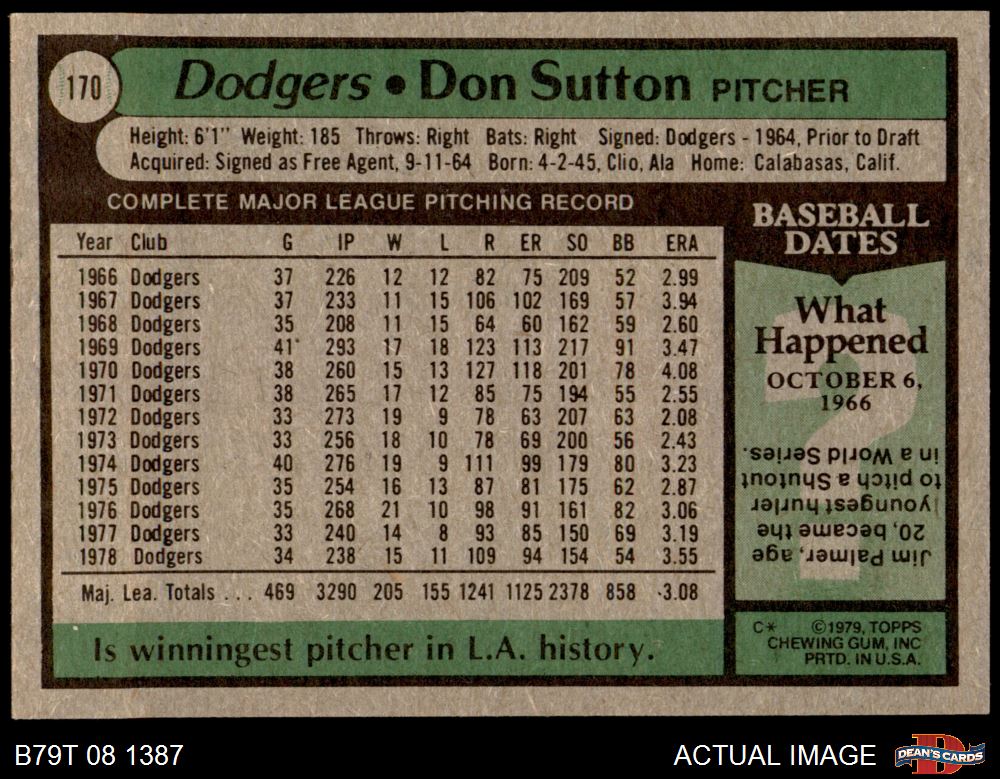 170
Dodgers • Don Sutton PITCHER
Height: 6'1" Weight: 185 Throws: Right Bats: Right Signed: Dodgers - 1964, Prior to Draft
Acquired: Signed as Free Agent, 9-11-64 Born: 4-2-45, Clio, Ala Home: Calabasas, Calif.
COMPLETE MAJOR LEAGUE PITCHING RECORD
Year Club G IP W L R ER SO BB ERA
1966 Dodgers 37 226 12 12 82 75 209 52 2.99
1967 Dodgers 37 233 11 15 106 102 169 57 3.94
1968 Dodgers 35 208 11 15 64 60 162 59 2.60
1969 Dodgers 41 293 17 18 123 113 217 91 3.47
1970 Dodgers 38 260 15 13 127 118 201 78 4.08
1971 Dodgers 38 265 17 12 85 75 194 55 2.55
1972 Dodgers 33 273 19 9 78 63 207 63 2.08
1973 Dodgers 33 256 18 10 78 69 200 56 2.43
1974 Dodgers 40 276 19 9 111 99 179 80 3.23
1975 Dodgers 35 254 16 13 87 81 175 62 2.87
1976 Dodgers 35 268 21 10 98 91 161 82 3.06
1977 Dodgers 33 240 14 8 93 85 150 69 3.19
1978 Dodgers 34 238 15 11 109 94 154 54 3.55
Maj. Lea. Totals . . . 469 3290 205 155 1241 1125 2378 858 3.08
Is winningest pitcher in L.A. history.
BASEBALL
DATES
What
Happened
OCTOBER 6,
1966
Jim Palmer, age
20, became the
youngest hurler
to pitch a Shutout
in a World Series.
C* ©1979, TOPPS
CHEWING GUM, INC
PRTD. IN U.S.A.
B79T 08 1387
ACTUAL IMAGE
DEAN'S CARDS